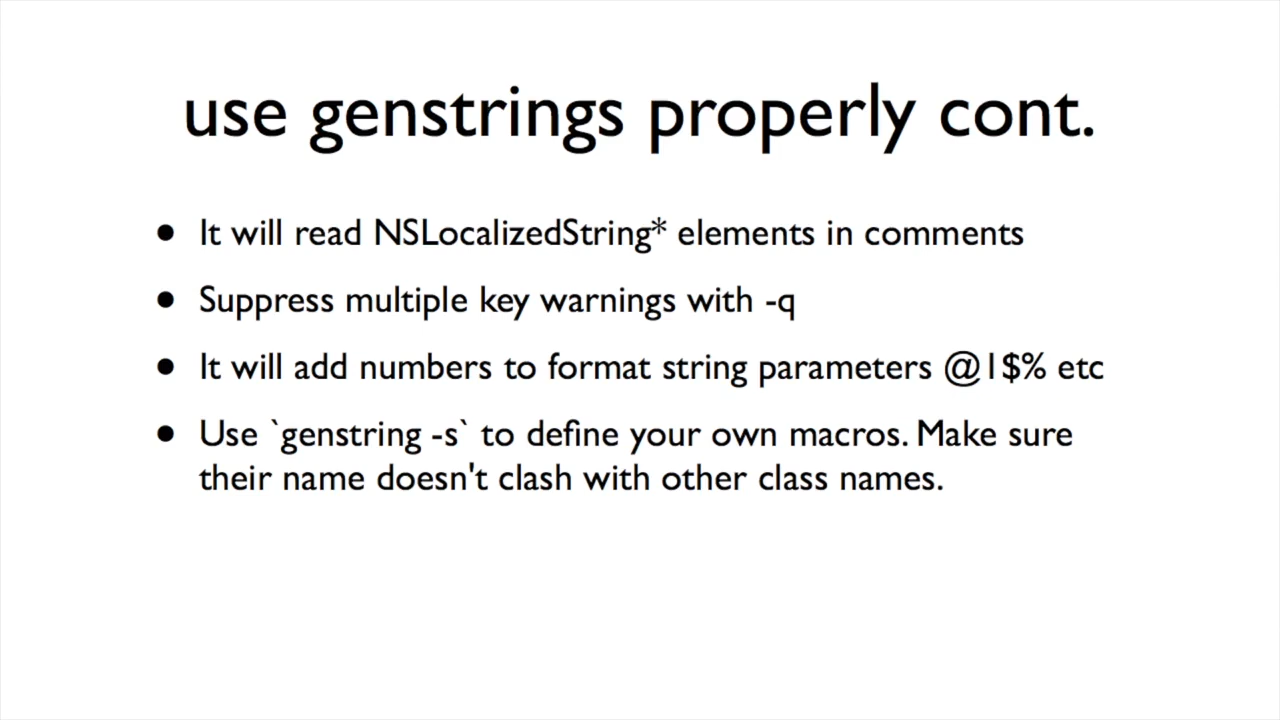 use genstrings properly cont.
• It will read NSLocalizedString* elements in comments
• Suppress multiple key warnings with -q
• It will add numbers to format string parameters @1$% etc
• Use `genstring -s` to define your own macros. Make sure
their name doesn't clash with other class names.